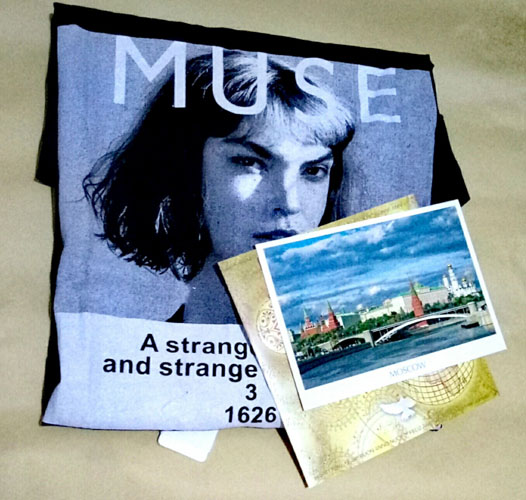 MUSE
A strang
and strange
3
1626
MOSCOW